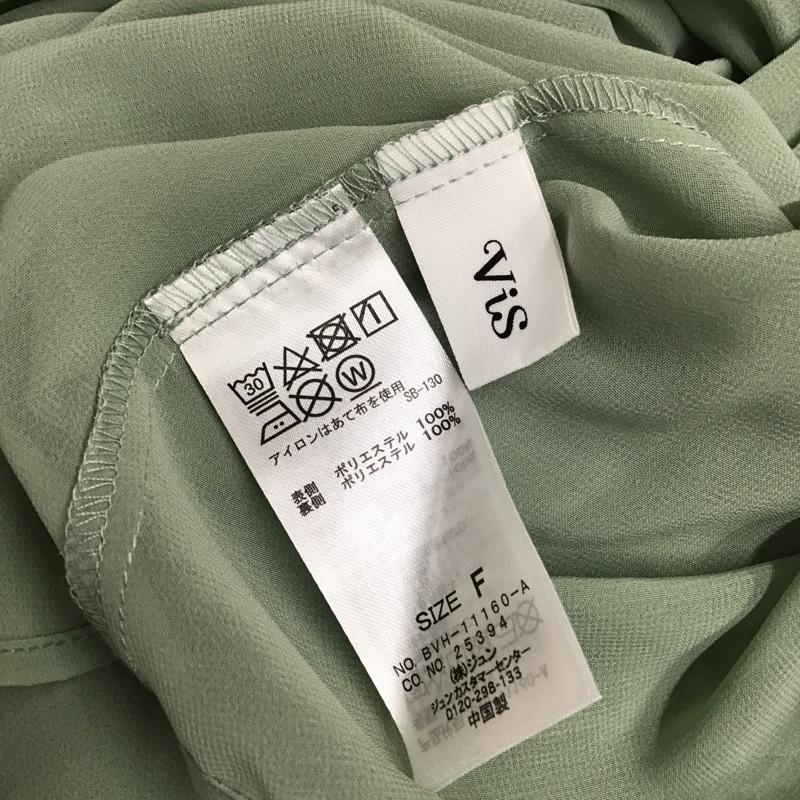 ViS
30
W
アイロンはあて布を使用 SB-130
表側 ポリエステル 100%
裏側 ポリエステル 100%
SIZE F
NO. BVH-11160-A
CO. NO. 25394
(株)ジュン
ジュンカスタマーセンター
0120-298-133
中国製